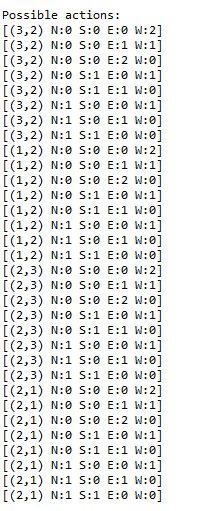 Possible actions:
[(3,2) N:0 S:0 E:0 W:2]
[(3,2) N:0 S:0 E:1 W:1]
[(3,2) N:0 S:0 E:2 W:0]
[(3,2) N:0 S:1 E:0 W:1]
[(3,2) N:0 S:1 E:1 W:0]
[(3,2) N:1 S:0 E:0 W:1]
[(3,2) N:1 S:0 E:1 W:0]
[(3,2) N:1 S:1 E:0 W:0]
[(1,2) N:0 S:0 E:0 W:2]
[(1,2) N:0 S:0 E:1 W:1]
[(1,2) N:0 S:0 E:2 W:0]
[(1,2) N:0 S:1 E:0 W:1]
[(1,2) N:0 S:1 E:1 W:0]
[(1,2) N:1 S:0 E:0 W:1]
[(1,2) N:1 S:0 E:1 W:0]
[(1,2) N:1 S:1 E:0 W:0]
[(2,3) N:0 S:0 E:0 W:2]
[(2,3) N:0 S:0 E:1 W:1]
[(2,3) N:0 S:0 E:2 W:0]
[(2,3) N:0 S:1 E:0 W:1]
[(2,3) N:0 S:1 E:1 W:0]
[(2,3) N:1 S:0 E:0 W:1]
[(2,3) N:1 S:0 E:1 W:0]
[(2,3) N:1 S:1 E:0 W:0]
[(2,1) N:0 S:0 E:0 W:2]
[(2,1) N:0 S:0 E:1 W:1]
[(2,1) N:0 S:0 E:2 W:0]
[(2,1) N:0 S:1 E:0 W:1]
[(2,1) N:0 S:1 E:1 W:0]
[(2,1) N:1 S:0 E:0 W:1]
[(2,1) N:1 S:0 E:1 W:0]
[(2,1) N:1 S:1 E:0 W:0]